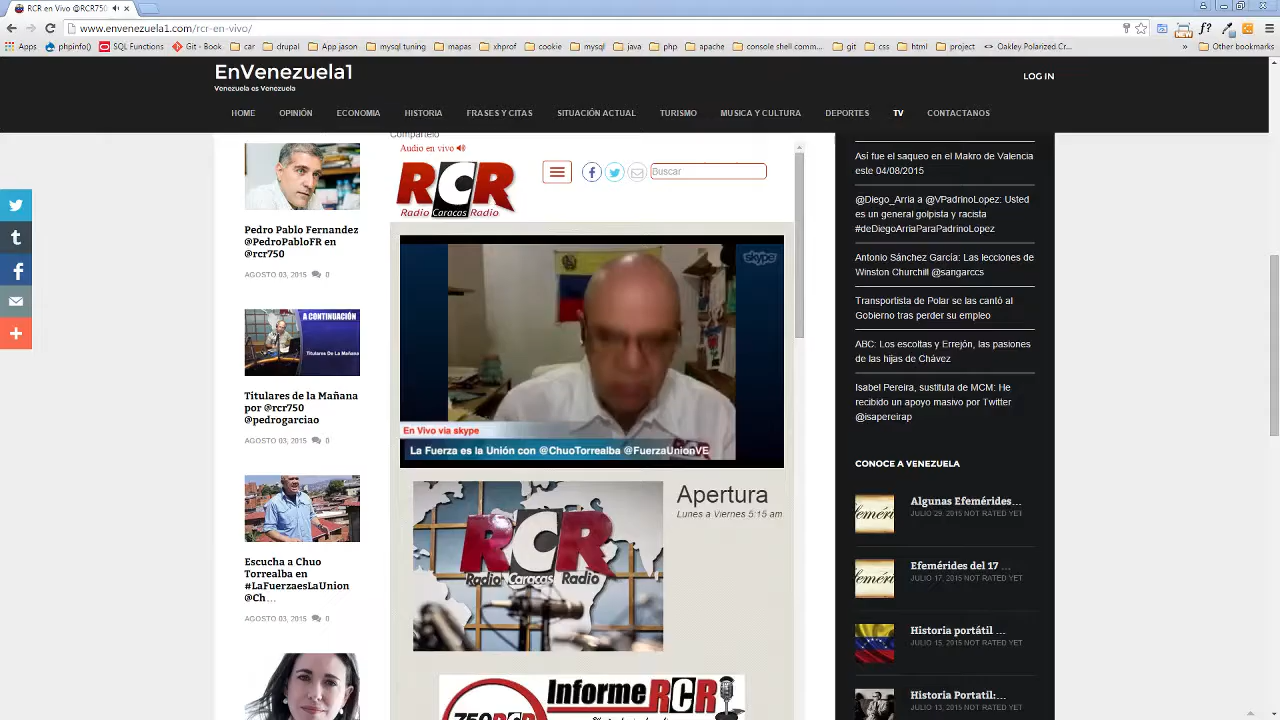 RCR en Vivo @RCR750
www.envenezuela1.com/rcr-en-vivo/
Apps
phpinfo()
SQL Functions
Git - Book
tmp
martket
xphrof
cookie
mysql
java
php
apache
console shell comm...
git
css
html
project
Oakley Polarized Cr...
»
Other bookmarks
EnVenezuela1
Venezuela es Venezuela
LOG IN
HOME
OPINIÓN
ECONOMIA
HISTORIA
FRASES Y CITAS
SITUACIÓN ACTUAL
TURISMO
MUSICA Y CULTURA
DEPORTES
TV
CONTACTANOS
Pedro Pablo Fernandez
@PedroPabloFR en
@rcr750
AGOSTO 03, 2015 0
A CONTINUACIÓN
Titulares De La Mañana
Titulares de la Mañana
por @rcr750
@pedrogarciao
AGOSTO 03, 2015 0
Escucha a Chuo
Torrealba en
#LaFuerzaesLaUnion
@Ch...
AGOSTO 03, 2015 0
Compartelo
Audio en vivo
RCR
Radio Caracas Radio
Buscar
skype
En Vivo via skype
La Fuerza es la Unión con @ChuoTorrealba @FuerzaUnionVE
RCR
Radio Caracas Radio
Apertura
Lunes a Viernes 5:15 am
750RCR
InformeRCR
Así fue el saqueo en el Makro de Valencia
este 04/08/2015
@Diego_Arria a @VPadrinoLopez: Usted
es un general golpista y racista
#deDiegoArriaParaPadrinoLopez
Antonio Sánchez García: Las lecciones de
Winston Churchill @sangarccs
Transportista de Polar se las cantó al
Gobierno tras perder su empleo
ABC: Los escoltas y Errejón, las pasiones
de las hijas de Chávez
Isabel Pereira, sustituta de MCM: He
recibido un apoyo masivo por Twitter
@isapereirap
CONOCE A VENEZUELA
Algunas Efemérides...
JULIO 29, 2015 NOT RATED YET
Efemérides del 17 ...
JULIO 17, 2015 NOT RATED YET
Historia portátil ...
JULIO 15, 2015 NOT RATED YET
Historia Portatil:...
JULIO 13, 2015 NOT RATED YET